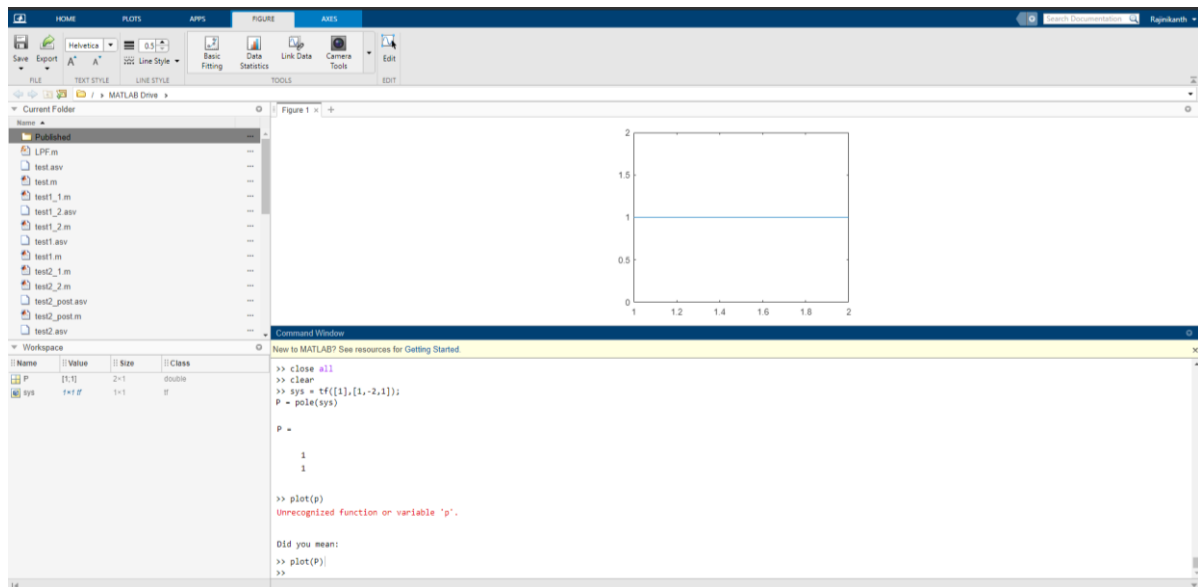 HOME PLOTS APPS FIGURE AXES Search Documentation Rajinikanth
Helvetica 0.5
Save Export A A Line Style Basic Fitting Data Statistics Link Data Camera Tools Edit
FILE TEXT STYLE LINE STYLE TOOLS EDIT
/ MATLAB Drive
Current Folder
Name
Published
LPF.m
test.asv
test.m
test1_1.m
test1_2.asv
test1_2.m
test1.asv
test1.m
test2_1.m
test2_2.m
test2_post.asv
test2_post.m
test2.asv
Workspace
Name Value Size Class
P [1;1] 2×1 double
sys 1×1 tf 1×1 tf
Figure 1 × +
2
1.5
1
0.5
0
1 1.2 1.4 1.6 1.8 2
Command Window
New to MATLAB? See resources for Getting Started.
>> close all
>> clear
>> sys = tf([1],[1,-2,1]);
P = pole(sys)
P =
1
1
>> plot(p)
Unrecognized function or variable 'p'.
Did you mean:
>> plot(P)
>>